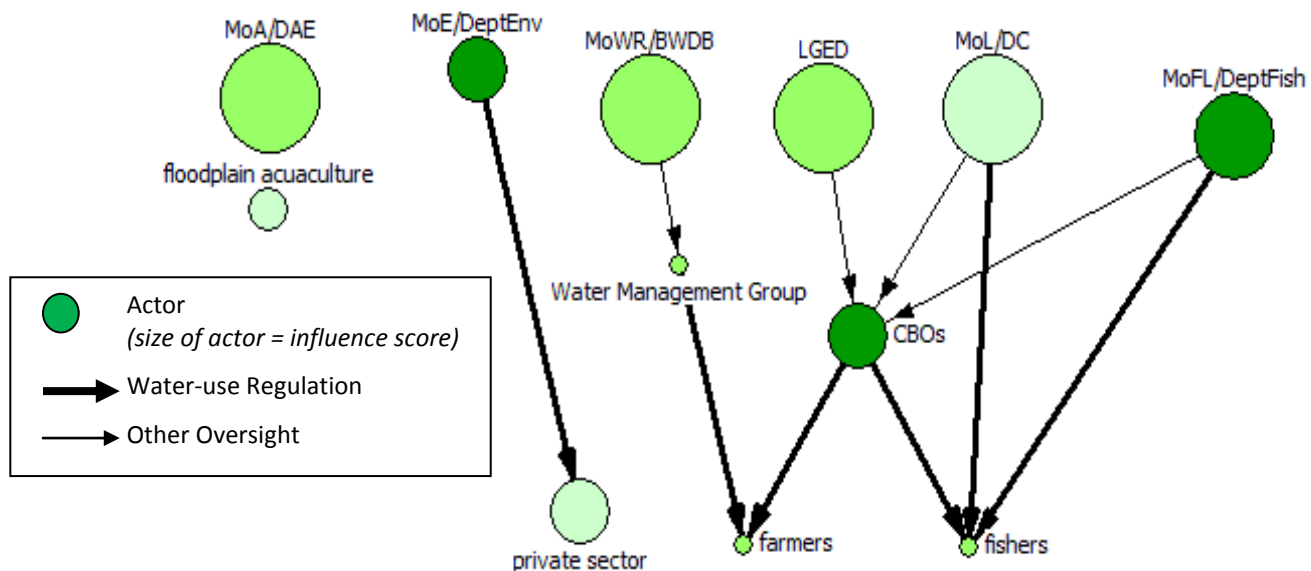 MoA/DAE
MoE/DeptEnv
MoWR/BWDB
LGED
MoL/DC
MoFL/DeptFish
floodplain acuaculture
Water Management Group
CBOs
Actor
(size of actor = influence score)
Water-use Regulation
Other Oversight
private sector
farmers
fishers